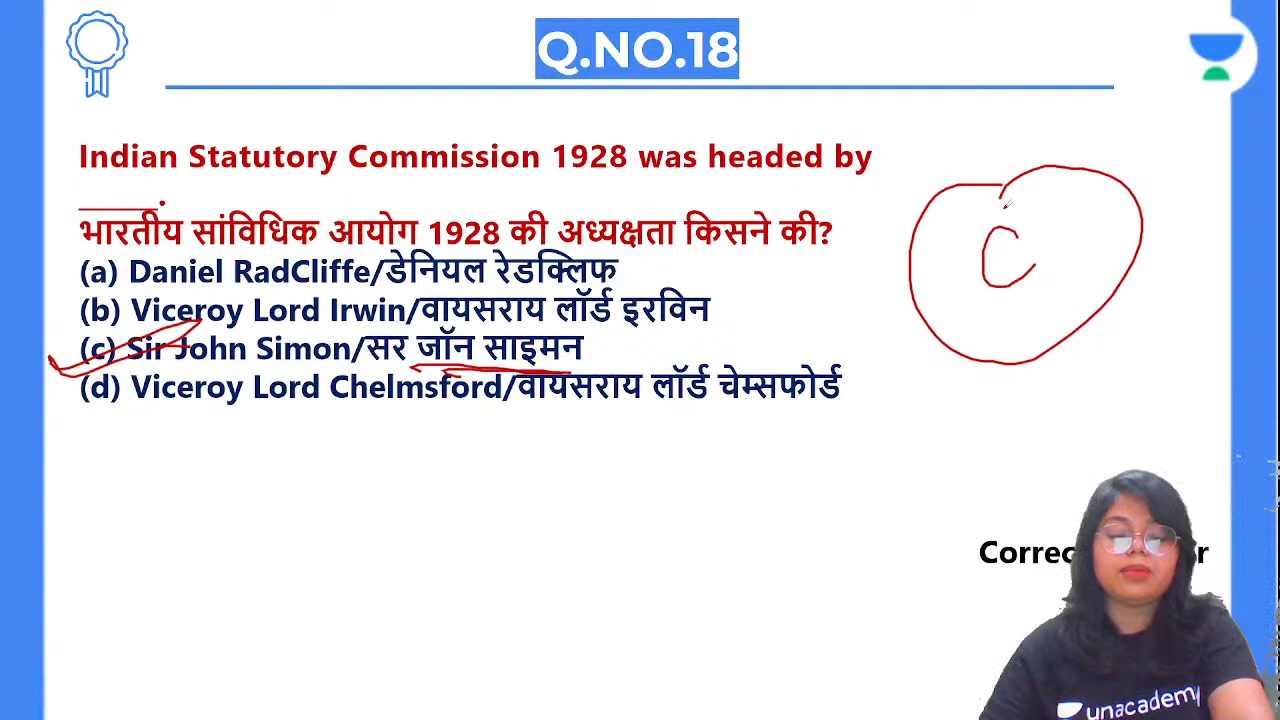 Q.NO.18
Indian Statutory Commission 1928 was headed by
______.
भारतीय सांविधिक आयोग 1928 की अध्यक्षता किसने की?
(a) Daniel RadCliffe/डेनियल रेडक्लिफ
(b) Viceroy Lord Irwin/वायसराय लॉर्ड इरविन
(c) Sir John Simon/सर जॉन साइमन
(d) Viceroy Lord Chelmsford/वायसराय लॉर्ड चेम्सफोर्ड
C
unacademy